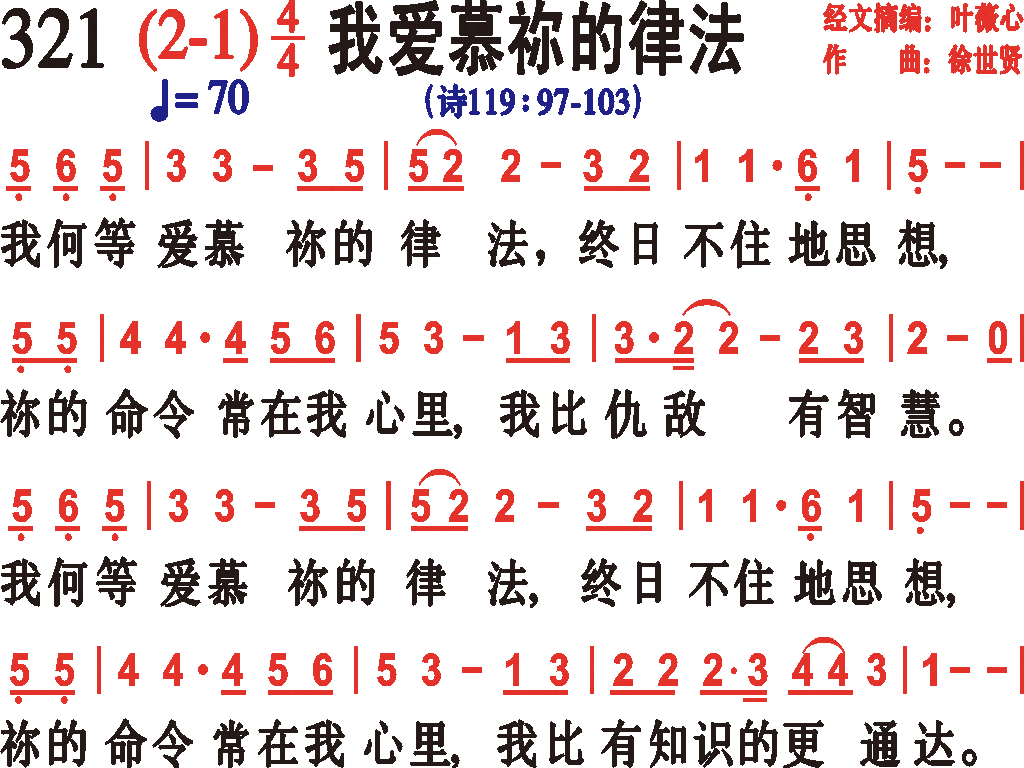 321 (2-1) 4/4 我爱慕祢的律法 经文摘编：叶薇心
♩= 70 (诗119：97-103) 作 曲：徐世贤
5 6 5 | 3 3 – 3 5 | 5 2 2 – 3 2 | 1 1 · 6 1 | 5 – – |
我何等 爱慕 祢的 律 法，终日 不住 地思 想,
5 5 | 4 4 · 4 5 6 | 5 3 – 1 3 | 3 · 2 2 – 2 3 | 2 – 0 |
祢的 命令 常在我 心里, 我比 仇敌 有智 慧。
5 6 5 | 3 3 – 3 5 | 5 2 2 – 3 2 | 1 1 · 6 1 | 5 – – |
我何等 爱慕 祢的 律 法, 终日 不住 地思 想,
5 5 | 4 4 · 4 5 6 | 5 3 – 1 3 | 2 2 2 · 3 4 4 3 | 1 – – |
祢的 命令 常在我 心里, 我比 有知识的更 通 达。